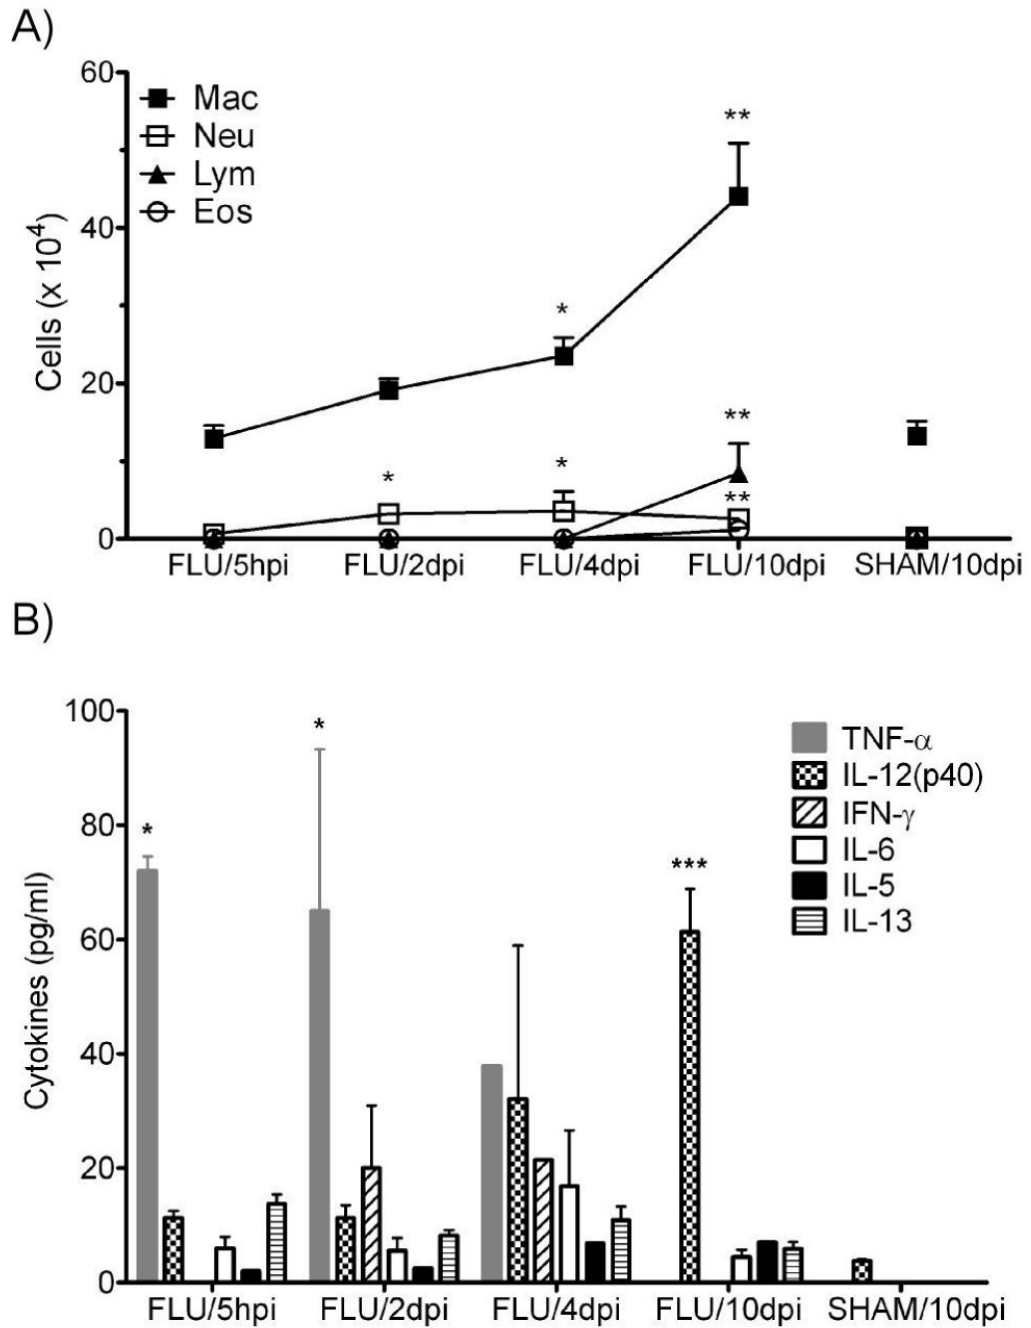 A)
60
40
20
0
Cells (x 10⁴)
Mac
Neu
Lym
Eos
*
*
*
**
**
**
FLU/5hpi FLU/2dpi FLU/4dpi FLU/10dpi SHAM/10dpi
B)
100
80
60
40
20
0
Cytokines (pg/ml)
*
*
***
TNF-α
IL-12(p40)
IFN-γ
IL-6
IL-5
IL-13
FLU/5hpi FLU/2dpi FLU/4dpi FLU/10dpi SHAM/10dpi